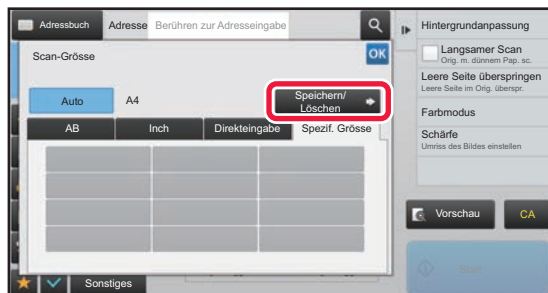 Adressbuch
Adresse
Berühren zur Adresseingabe
Hintergrundanpassung
Scan-Grösse
OK
Langsamer Scan
Orig. m. dünnem Pap. sc.
Leere Seite überspringen
Leere Seite im Orig. überspr.
Auto
A4
Speichern/
Löschen
Farbmodus
AB
Inch
Direkteingabe
Spezif. Grösse
Schärfe
Umriss des Bildes einstellen
Vorschau
CA
Start
Sonstiges